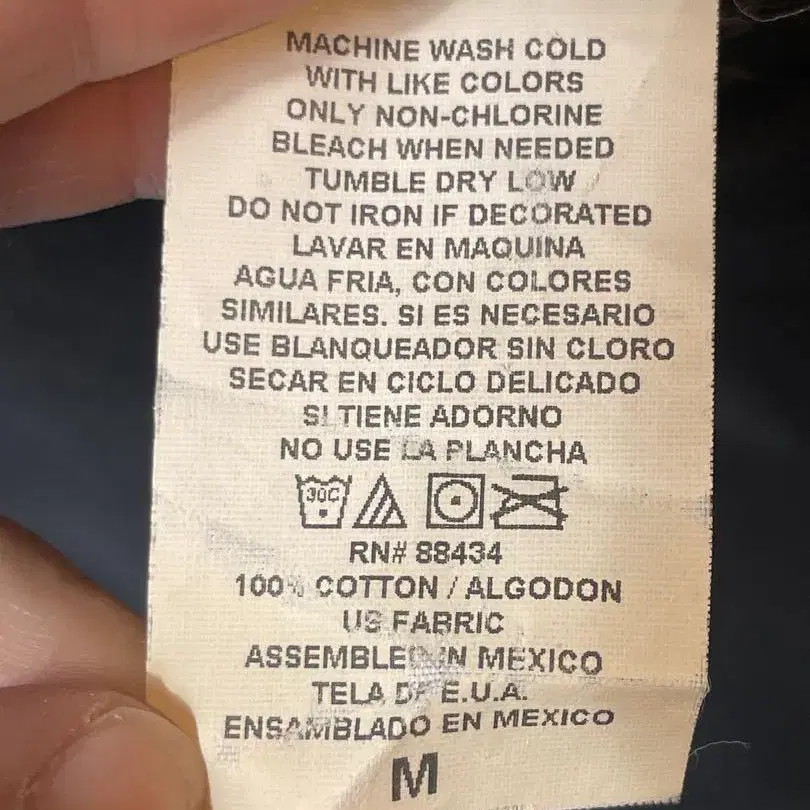 MACHINE WASH COLD
WITH LIKE COLORS
ONLY NON-CHLORINE
BLEACH WHEN NEEDED
TUMBLE DRY LOW
DO NOT IRON IF DECORATED
LAVAR EN MAQUINA
AGUA FRIA, CON COLORES
SIMILARES. SI ES NECESARIO
USE BLANQUEADOR SIN CLORO
SECAR EN CICLO DELICADO
SI TIENE ADORNO
NO USE LA PLANCHA
30C
RN# 88434
100% COTTON / ALGODON
US FABRIC
ASSEMBLED IN MEXICO
TELA DE E.U.A.
ENSAMBLADO EN MEXICO
M